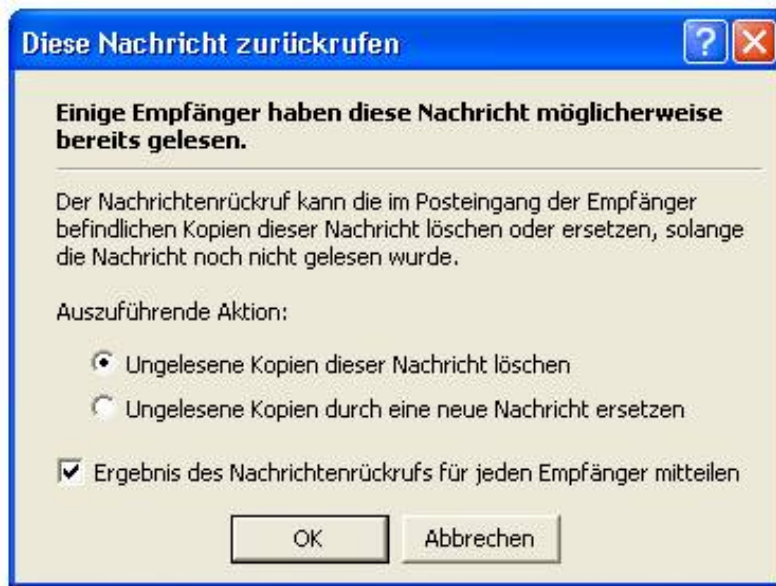 Diese Nachricht zurückrufen
Einige Empfänger haben diese Nachricht möglicherweise
bereits gelesen.
Der Nachrichtenrückruf kann die im Posteingang der Empfänger
befindlichen Kopien dieser Nachricht löschen oder ersetzen, solange
die Nachricht noch nicht gelesen wurde.
Auszuführende Aktion:
Ungelesene Kopien dieser Nachricht löschen
Ungelesene Kopien durch eine neue Nachricht ersetzen
Ergebnis des Nachrichtenrückrufs für jeden Empfänger mitteilen
OK
Abbrechen